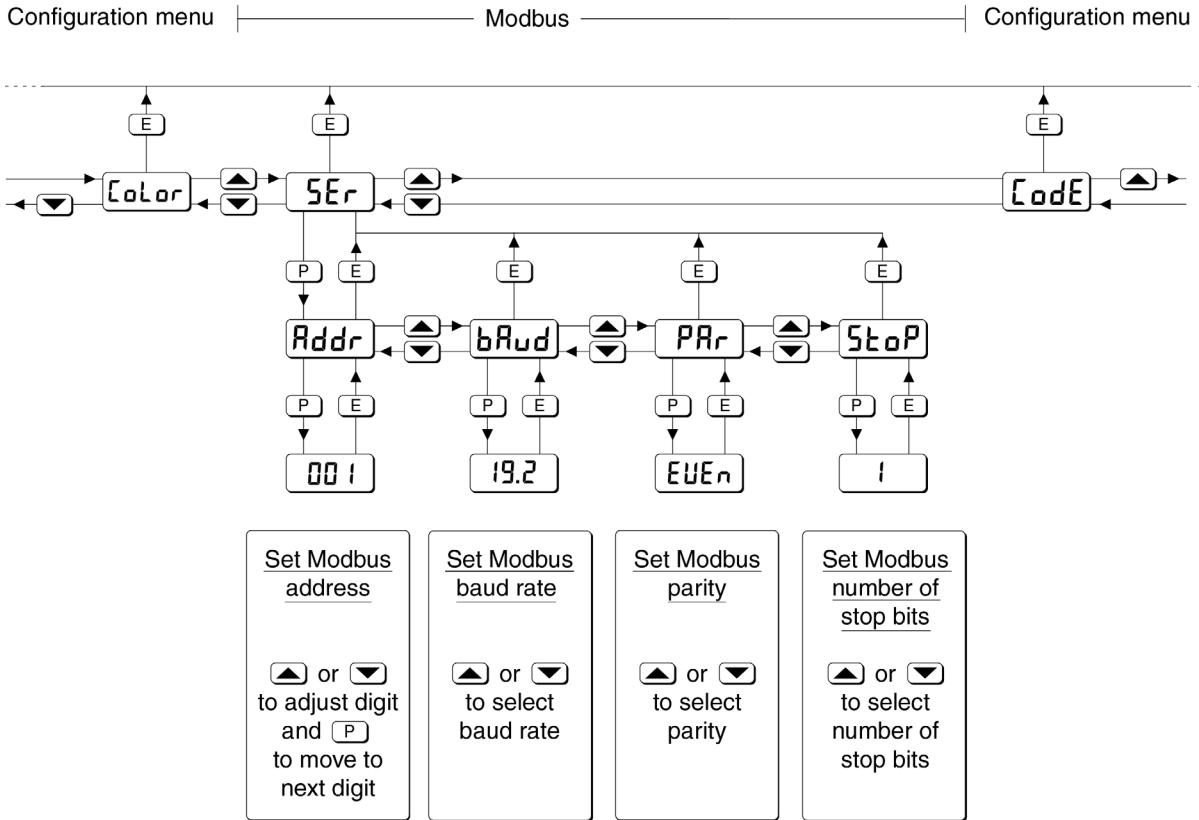 Configuration menu
Modbus
Configuration menu
E
E
E
CoLor
SEr
CodE
P
E
E
E
E
Addr
bAud
PAr
StoP
P
E
P
E
P
E
P
E
001
19.2
EVEn
1
Set Modbus
address
▲ or ▼
to adjust digit
and P
to move to
next digit
Set Modbus
baud rate
▲ or ▼
to select
baud rate
Set Modbus
parity
▲ or ▼
to select
parity
Set Modbus
number of
stop bits
▲ or ▼
to select
number of
stop bits